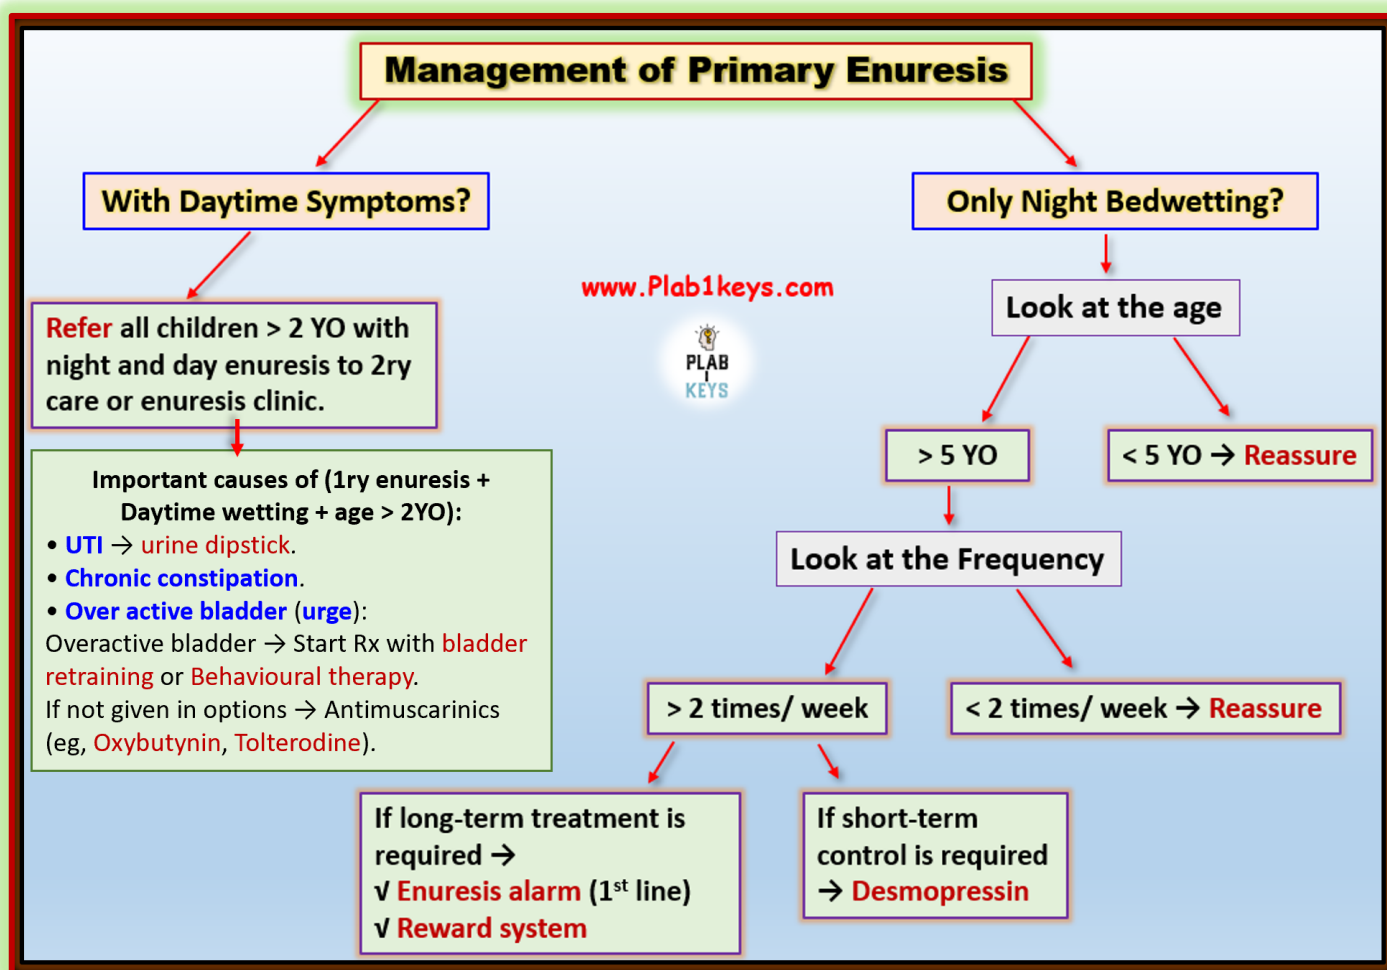 Management of Primary Enuresis
With Daytime Symptoms?
Only Night Bedwetting?
www.Plab1keys.com
PLAB
1
KEYS
Refer all children > 2 YO with
night and day enuresis to 2ry
care or enuresis clinic.
Important causes of (1ry enuresis +
Daytime wetting + age > 2YO):
• UTI → urine dipstick.
• Chronic constipation.
• Over active bladder (urge):
Overactive bladder → Start Rx with bladder
retraining or Behavioural therapy.
If not given in options → Antimuscarinics
(eg, Oxybutynin, Tolterodine).
Look at the age
> 5 YO
< 5 YO → Reassure
Look at the Frequency
> 2 times/ week
< 2 times/ week → Reassure
If long-term treatment is
required →
√ Enuresis alarm (1st line)
√ Reward system
If short-term
control is required
→ Desmopressin